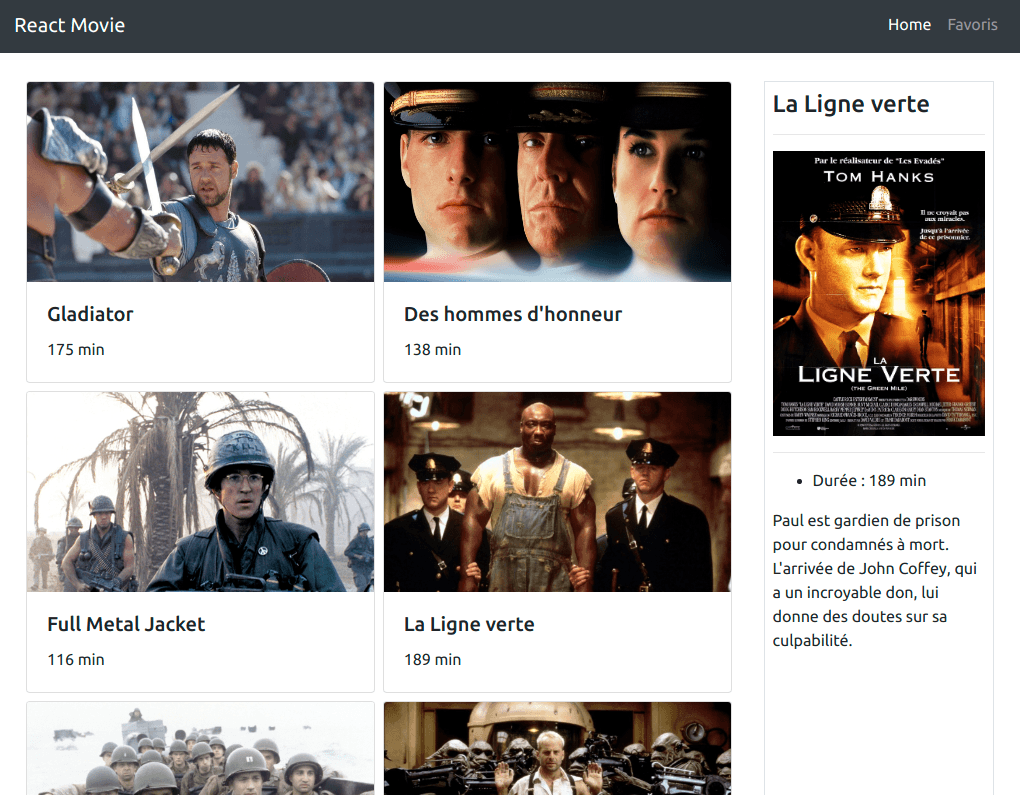 React Movie
Home
Favoris
Gladiator
175 min
Des hommes d'honneur
138 min
Full Metal Jacket
116 min
La Ligne verte
189 min
La Ligne verte
Par le réalisateur de "Les Evadés"
TOM HANKS
Il ne croyait pas
aux miracles.
Jusqu'à l'arrivée
de ce prisonnier.
LA
LIGNE VERTE
(THE GREEN MILE)
Durée : 189 min
Paul est gardien de prison
pour condamnés à mort.
L'arrivée de John Coffey, qui
a un incroyable don, lui
donne des doutes sur sa
culpabilité.